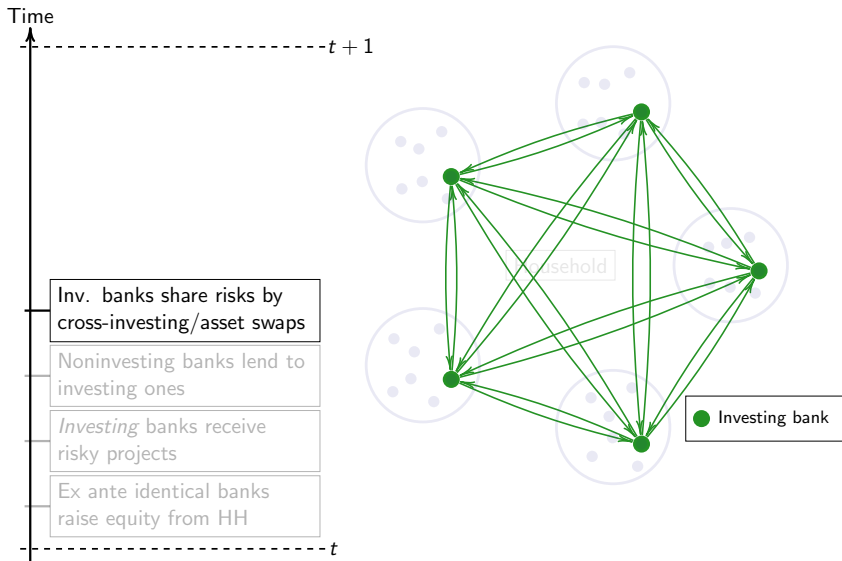 Time
t + 1
Household
Inv. banks share risks by
cross-investing/asset swaps
Noninvesting banks lend to
investing ones
Investing bank
Investing banks receive
risky projects
Ex ante identical banks
raise equity from HH
t